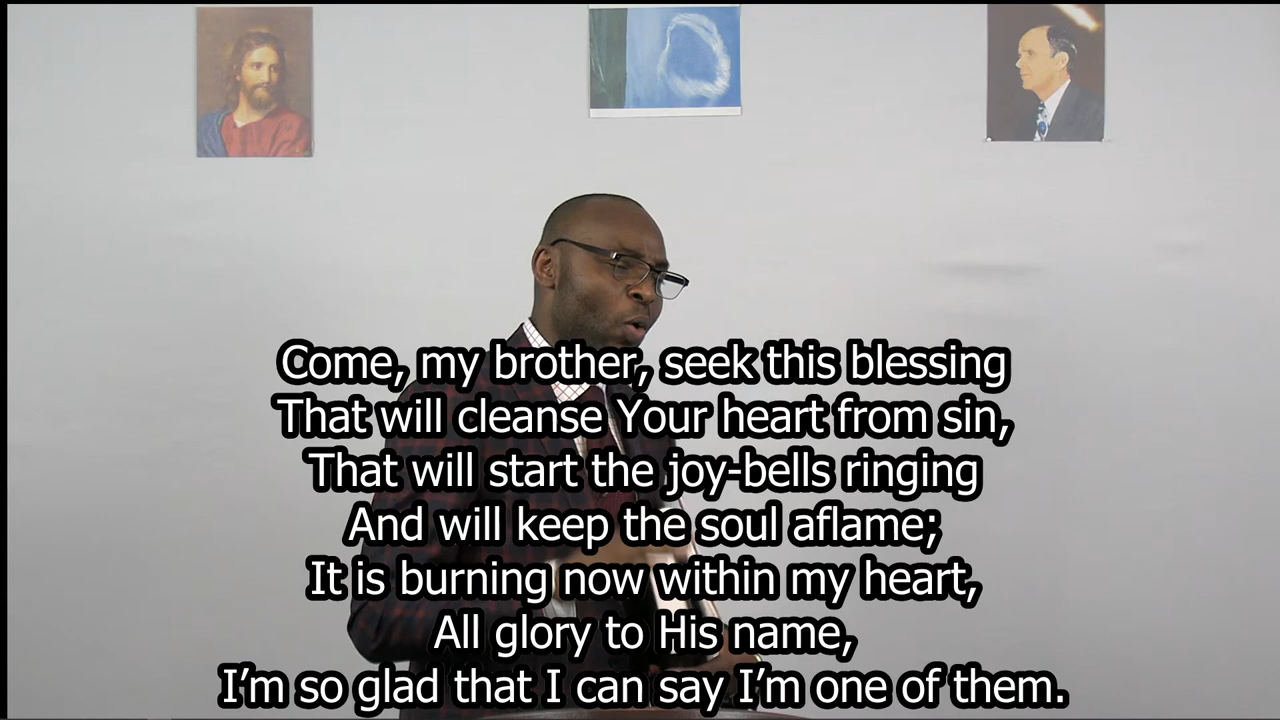 Come, my brother, seek this blessing
That will cleanse Your heart from sin,
That will start the joy-bells ringing
And will keep the soul aflame;
It is burning now within my heart,
All glory to His name,
I’m so glad that I can say I’m one of them.